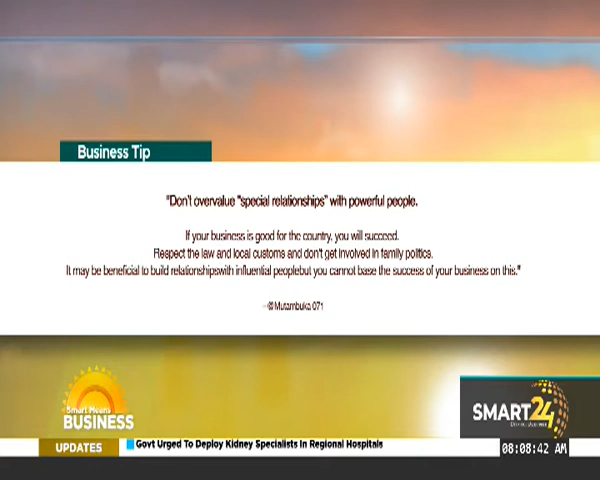 Business Tip
"Don't overvalue "special relationships" with powerful people.
If your business is good for the country, you will succeed.
Respect the law and local customs and don't get involved in family politics.
It may be beneficial to build relationshipswith influential peoplebut you cannot base the success of your business on this."
-@Mutambuka 071
Smart Means
BUSINESS
SMART24
UPDATES
Govt Urged To Deploy Kidney Specialists In Regional Hospitals
08:08:42 AM